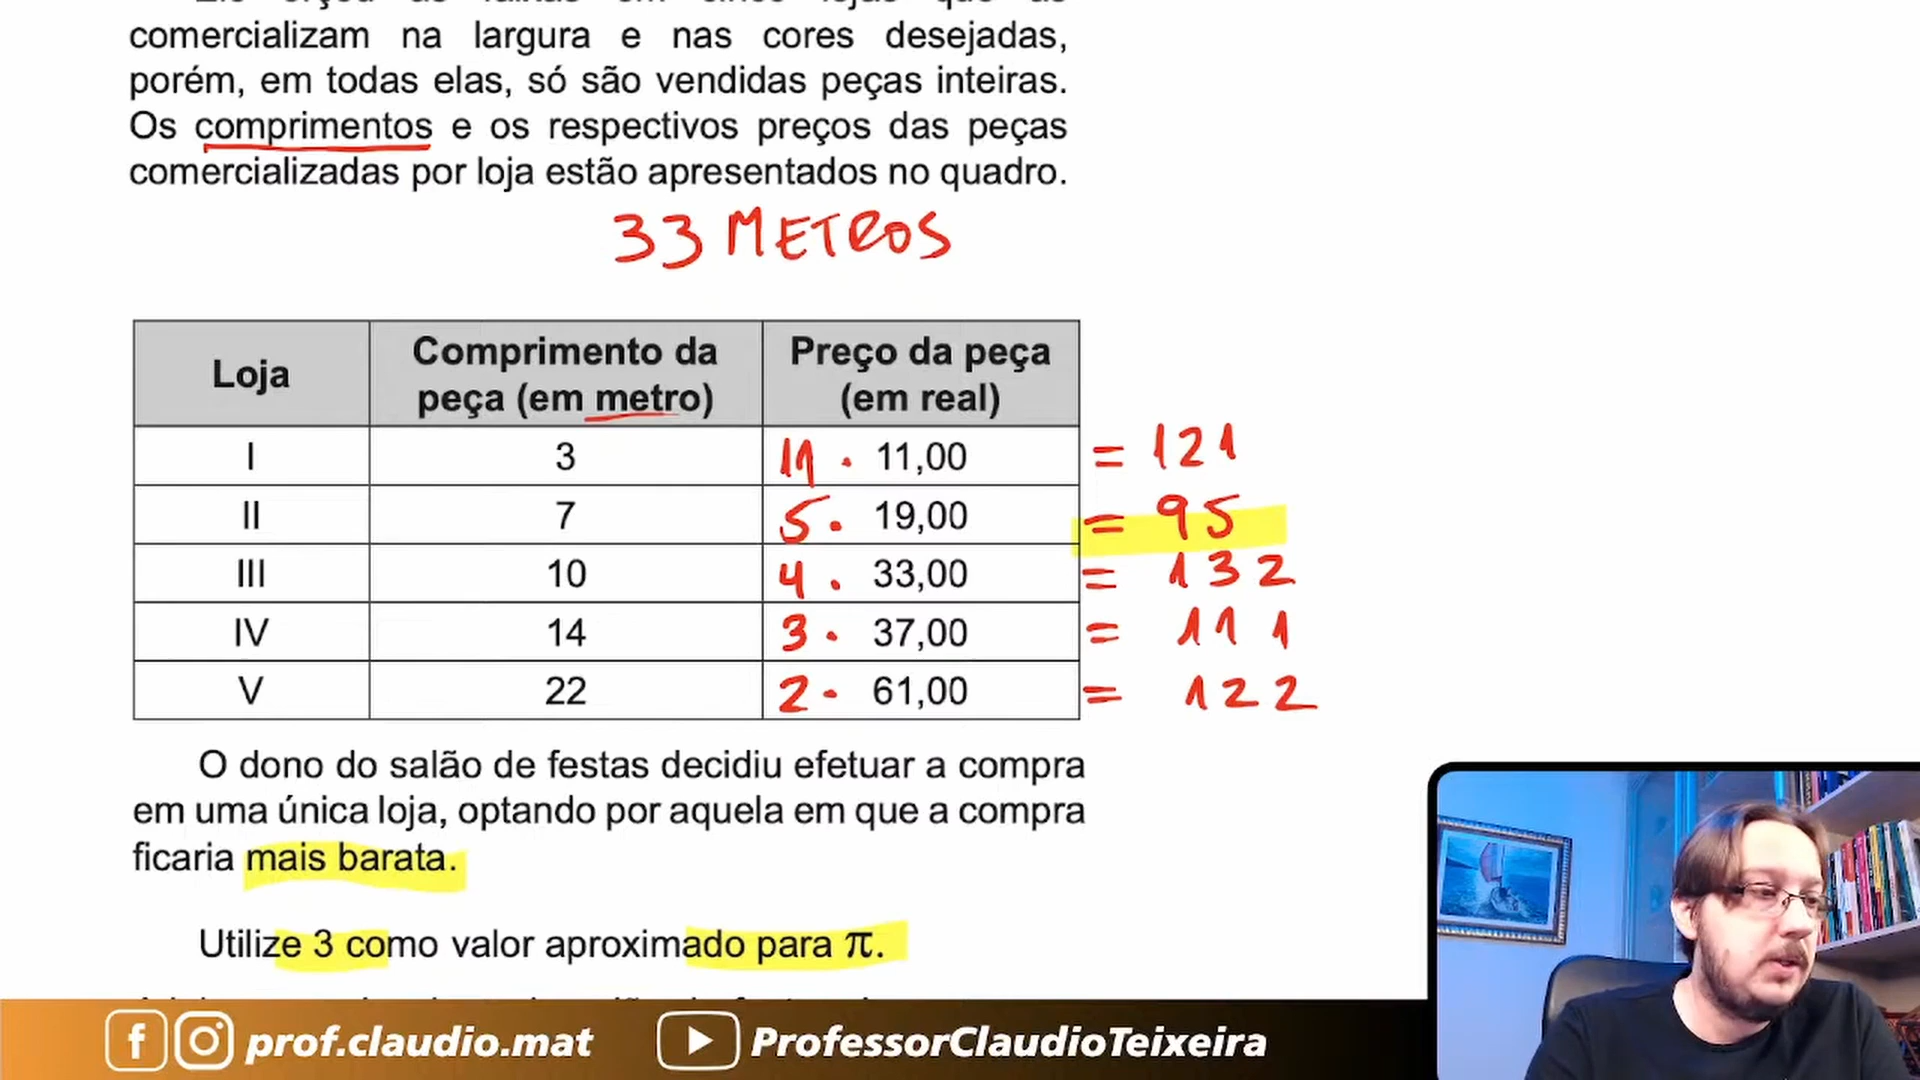 comercializam na largura e nas cores desejadas,
porém, em todas elas, só são vendidas peças inteiras.
Os comprimentos e os respectivos preços das peças
comercializadas por loja estão apresentados no quadro.
33 METROS
Loja
Comprimento da
peça (em metro)
Preço da peça
(em real)
I 3 11 . 11,00 = 121
II 7 5. 19,00 = 95
III 10 4 . 33,00 = 132
IV 14 3 . 37,00 = 111
V 22 2 . 61,00 = 122
O dono do salão de festas decidiu efetuar a compra
em uma única loja, optando por aquela em que a compra
ficaria mais barata.
Utilize 3 como valor aproximado para π.
prof.claudio.mat ProfessorClaudioTeixeira